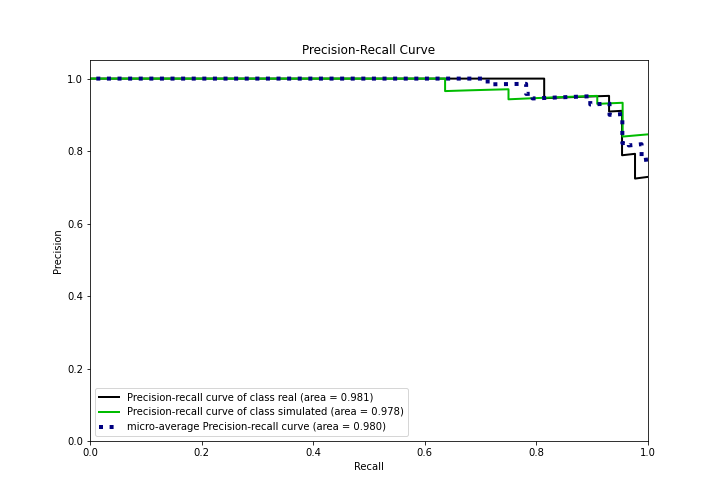 Precision-Recall Curve
1.0
0.8
0.6
0.4
0.2
0.0
Precision
Precision-recall curve of class real (area = 0.981)
Precision-recall curve of class simulated (area = 0.978)
micro-average Precision-recall curve (area = 0.980)
0.0 0.2 0.4 0.6 0.8 1.0
Recall